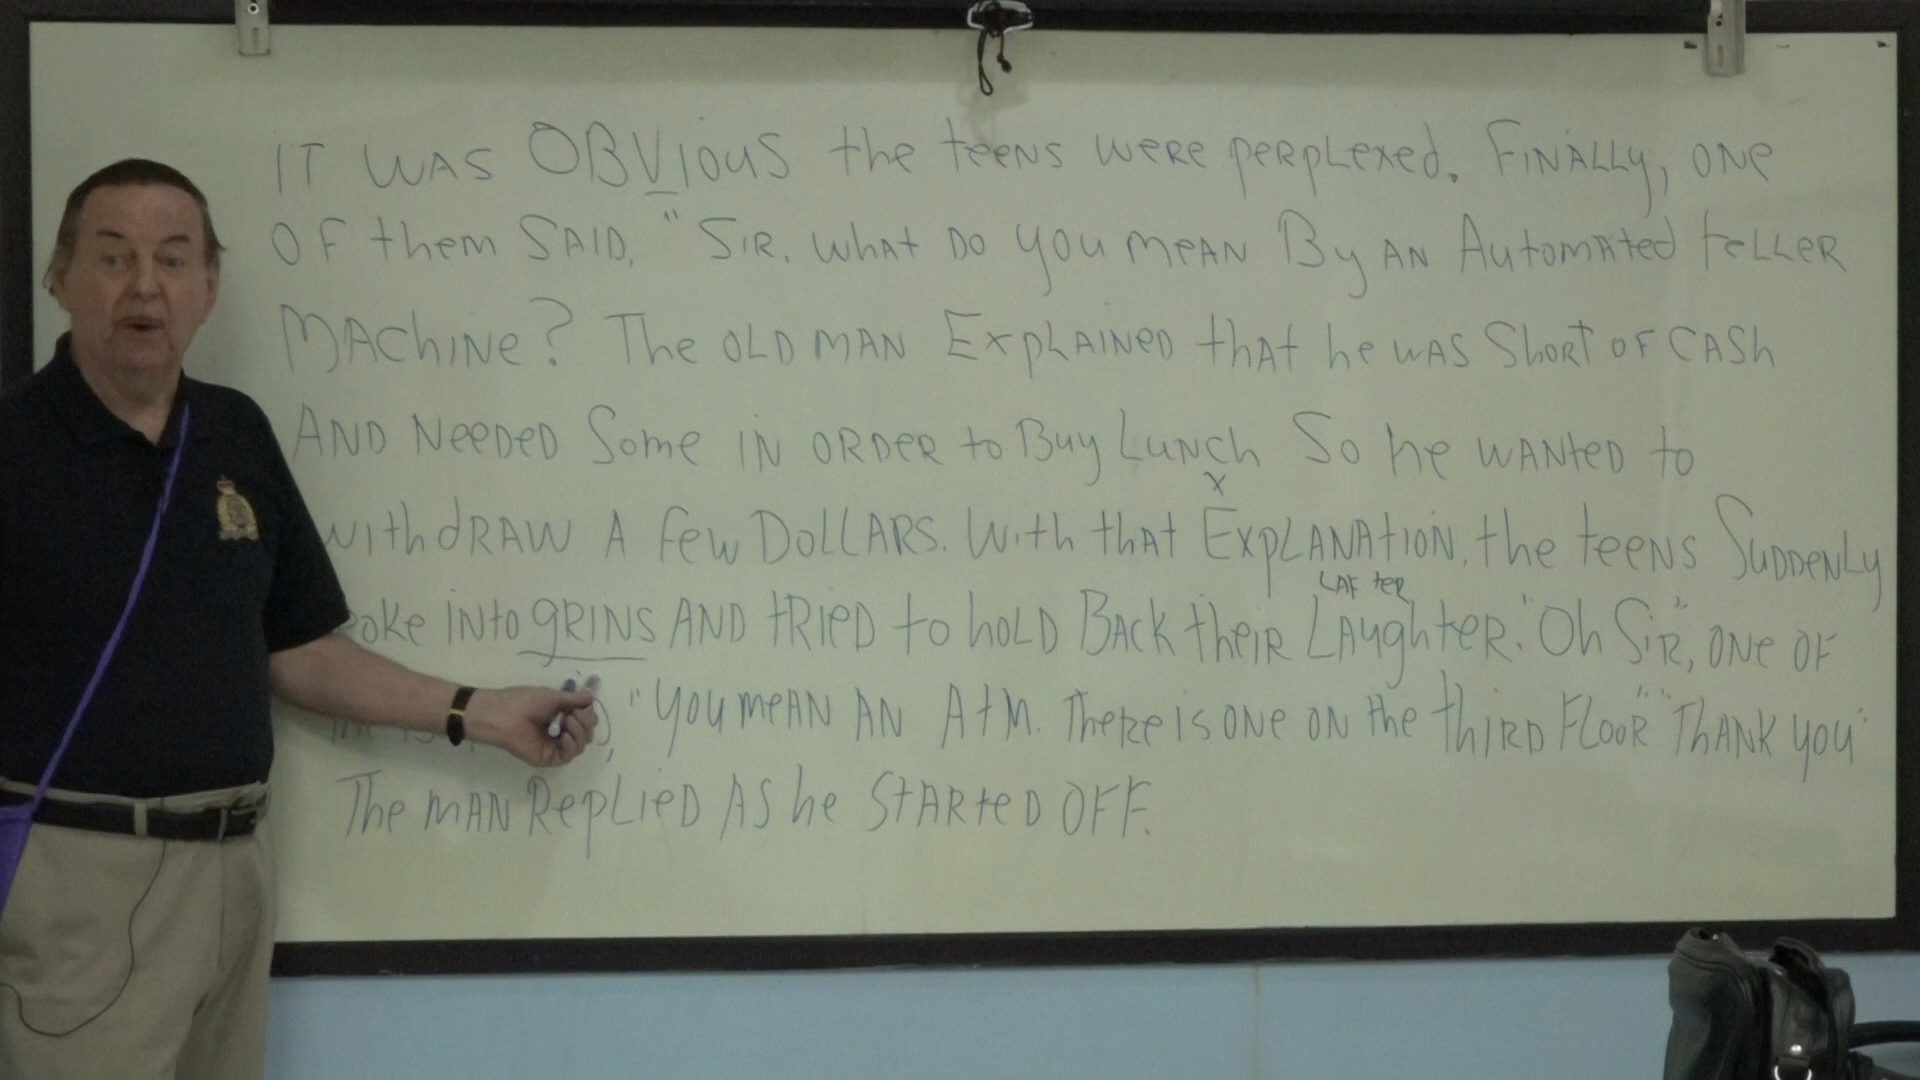 IT WAS OBVIOUS the teens were perplexed. Finally, one
OF them SAID, "SIR, what DO you mean By AN Automated teller
MAChine? The OLD MAN Explained that he was Short OF CASh
AND Needed Some IN ORDER to Buy Lunch So he WANted to
X
withdraw A few Dollars. With that Explanation, the teens Suddenly
LAF ter
oke into grins AND tried to hold Back their Laughter. "Oh Sir", one OF
"you mean AN AtM. There is one on the third Floor" "Thank you"
The man Replied As he Started OFF.